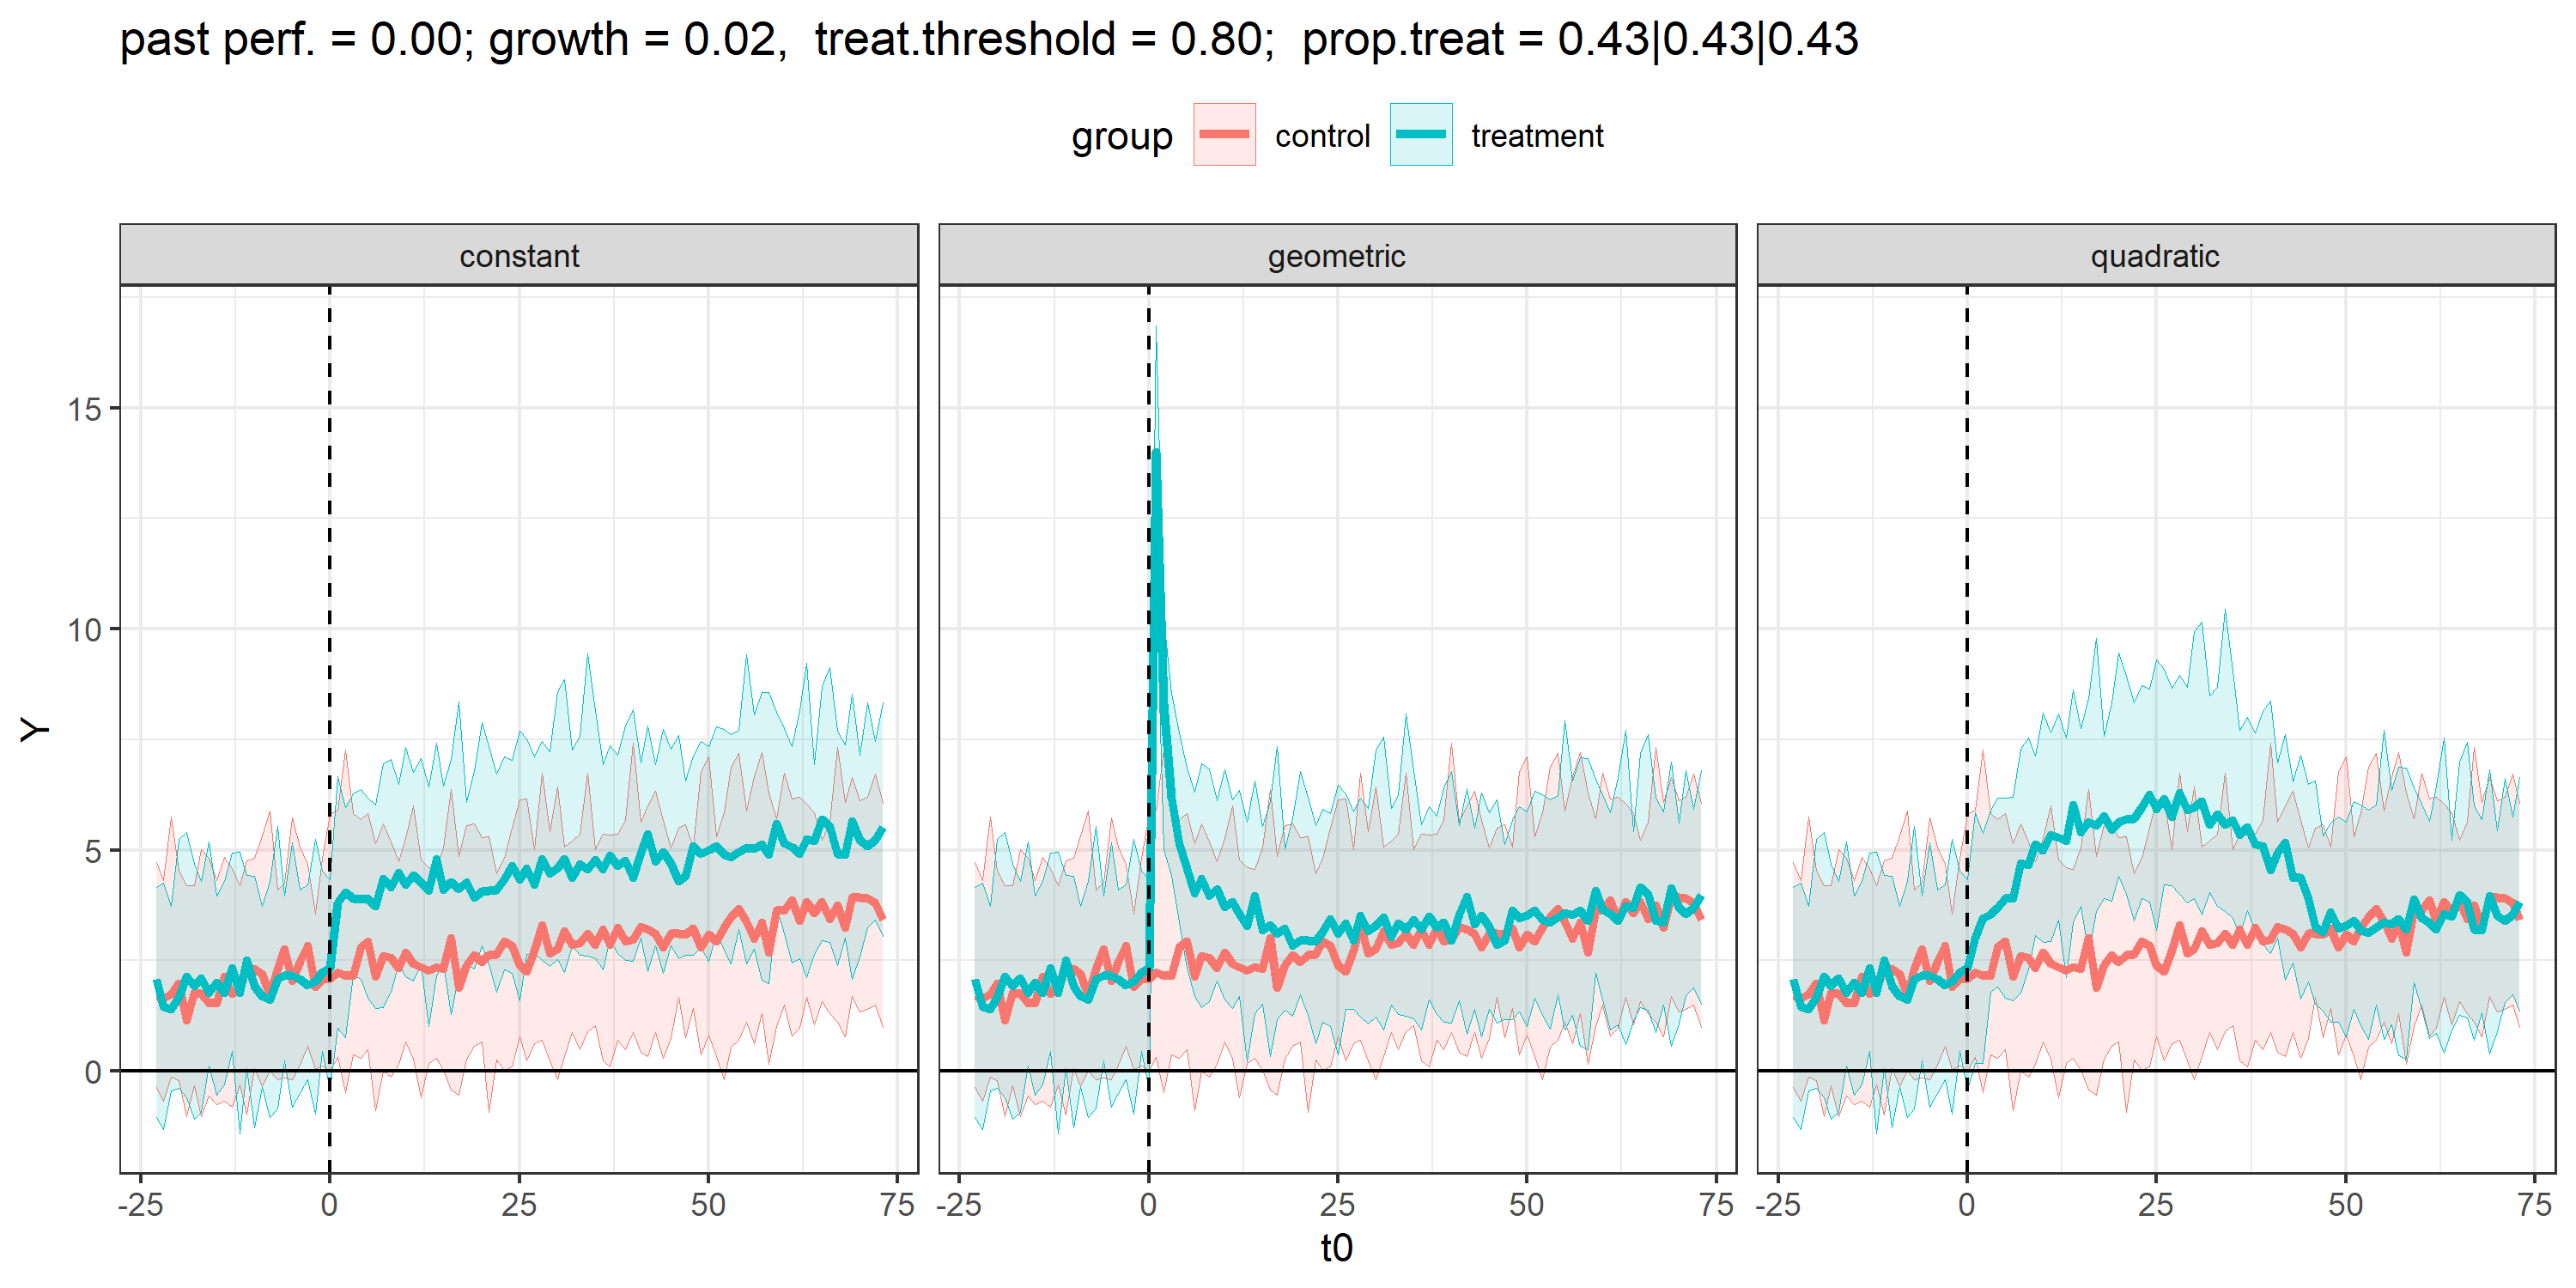 past perf. = 0.00; growth = 0.02,  treat.threshold = 0.80;  prop.treat = 0.43|0.43|0.43
group control treatment
constant geometric quadratic
15
10
5
0
Y
-25 0 25 50 75 -25 0 25 50 75 -25 0 25 50 75
t0